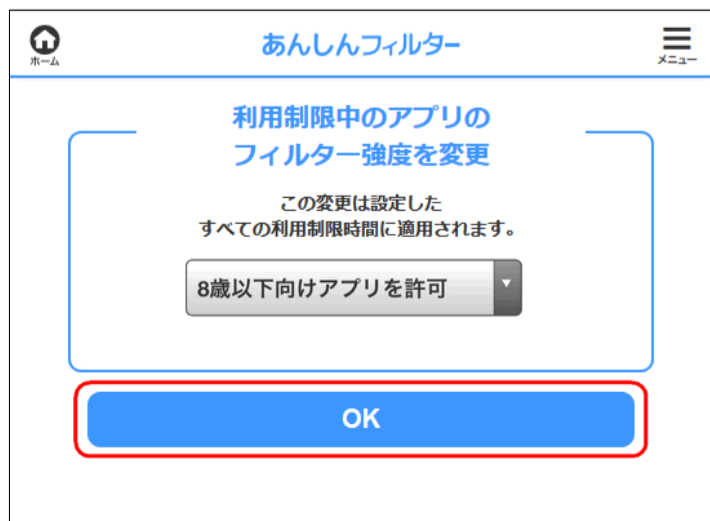 ホーム
あんしんフィルター
メニュー
利用制限中のアプリの
フィルター強度を変更
この変更は設定した
すべての利用制限時間に適用されます。
8歳以下向けアプリを許可
OK